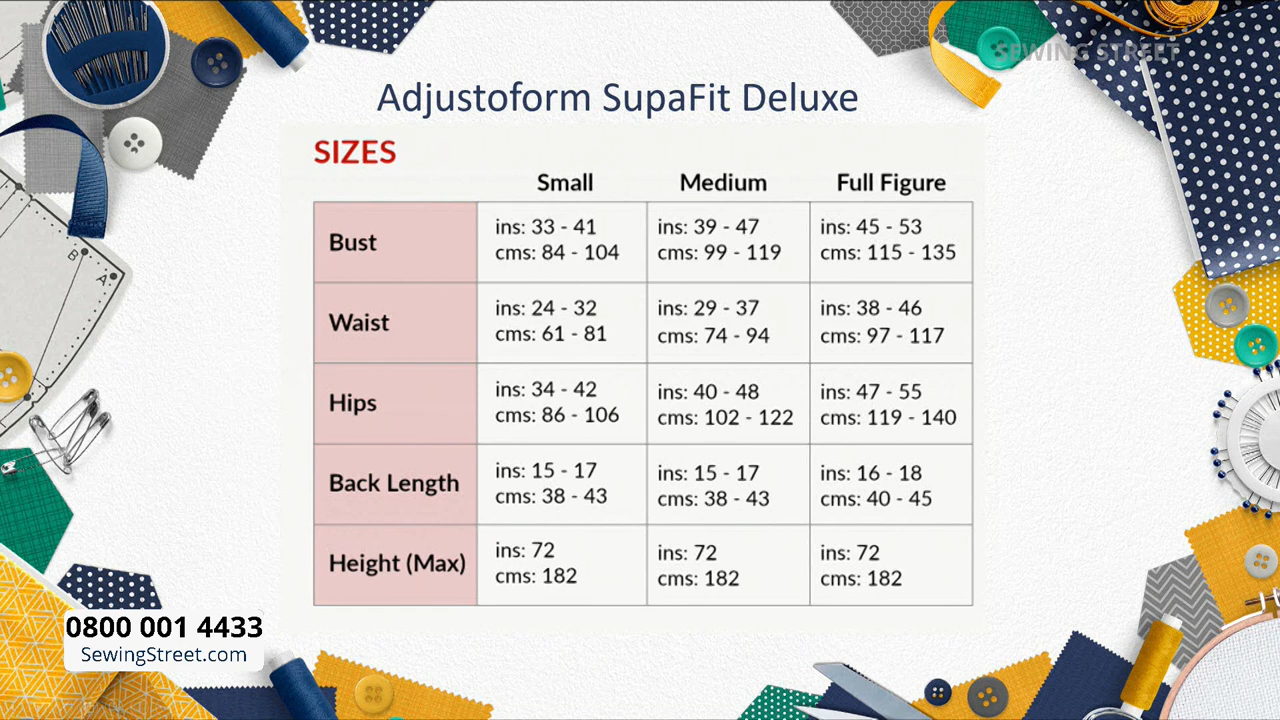 SEWING STREET
Adjustoform SupaFit Deluxe
SIZES
Small Medium Full Figure
Bust
ins: 33 - 41
cms: 84 - 104
ins: 39 - 47
cms: 99 - 119
ins: 45 - 53
cms: 115 - 135
Waist
ins: 24 - 32
cms: 61 - 81
ins: 29 - 37
cms: 74 - 94
ins: 38 - 46
cms: 97 - 117
Hips
ins: 34 - 42
cms: 86 - 106
ins: 40 - 48
cms: 102 - 122
ins: 47 - 55
cms: 119 - 140
Back Length
ins: 15 - 17
cms: 38 - 43
ins: 15 - 17
cms: 38 - 43
ins: 16 - 18
cms: 40 - 45
Height (Max)
ins: 72
cms: 182
ins: 72
cms: 182
ins: 72
cms: 182
B
A
0800 001 4433
SewingStreet.com